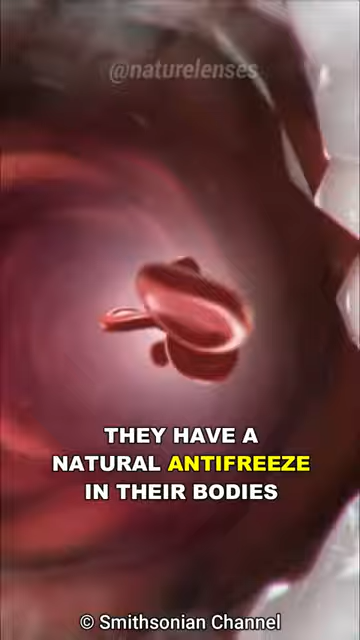 @naturelenses
THEY HAVE A
NATURAL ANTIFREEZE
IN THEIR BODIES
© Smithsonian Channel